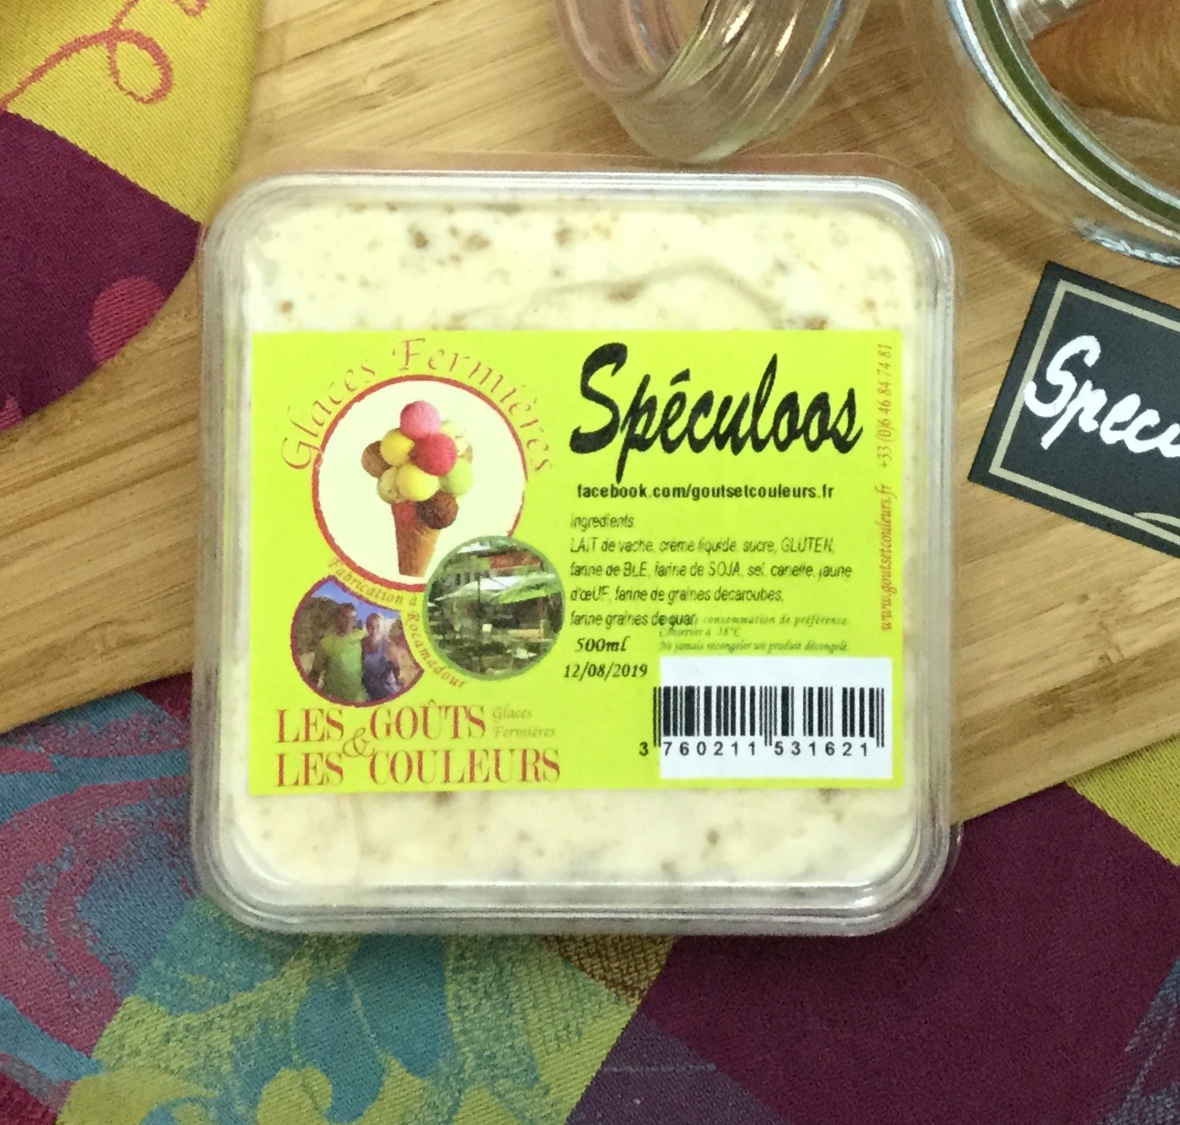 Glaces Fermières
Spéculoos
facebook.com/goutsetcouleurs.fr
ingredients
LAIT de vache, crème liquide, sucre, GLUTEN,
farine de BLE, farine de SOJA, sel, canelle, jaune
d'œUF, farine de graines decaroubes,
farine graines de guar,
consommation de préférence.
Conserver à -18°C
Ne jamais recongeler un produit décongelé.
500ml
12/08/2019
3 760211 531621
www.goutsetcouleurs.fr +33 (0)6 46 84 74 81
Fabrication à Rocamadour
LES GOÛTS
&
LES COULEURS
Glaces
Fermières
Specu